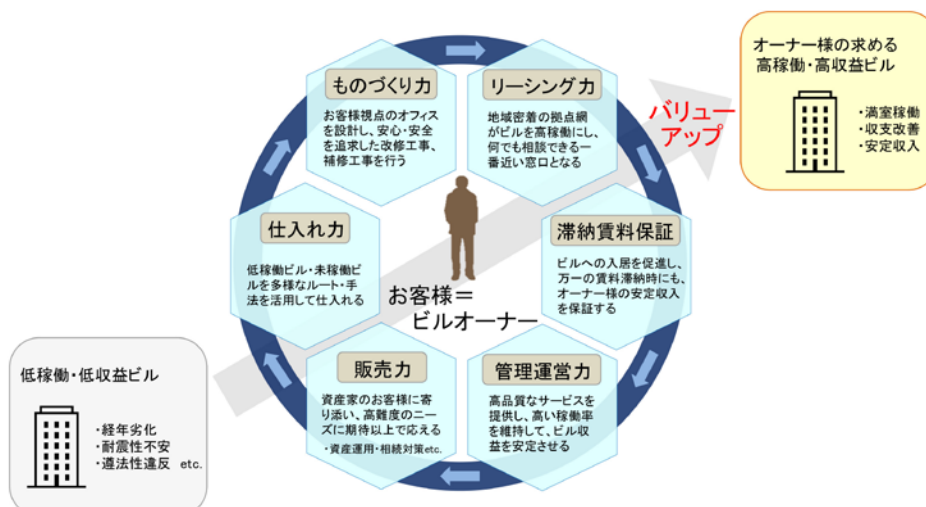 オーナー様の求める
高稼働・高収益ビル
・満室稼働
・収支改善
・安定収入
バリュー
アップ
ものづくり力
お客様視点のオフィス
を設計し、安心・安全
を追求した改修工事、
補修工事を行う
リーシング力
地域密着の拠点網
がビルを高稼働にし、
何でも相談できる一
番近い窓口となる
仕入れ力
低稼働ビル・未稼働ビ
ルを多様なルート・手
法を活用して仕入れる
滞納賃料保証
ビルへの入居を促進し、
万一の賃料滞納時にも、
オーナー様の安定収入
を保証する
お客様＝
ビルオーナー
販売力
資産家のお客様に寄
り添い、高難度のニー
ズに期待以上で応える
・資産運用・相続対策etc.
管理運営力
高品質なサービスを
提供し、高い稼働率
を維持して、ビル収
益を安定させる
低稼働・低収益ビル
・経年劣化
・耐震性不安
・遵法性違反 etc.